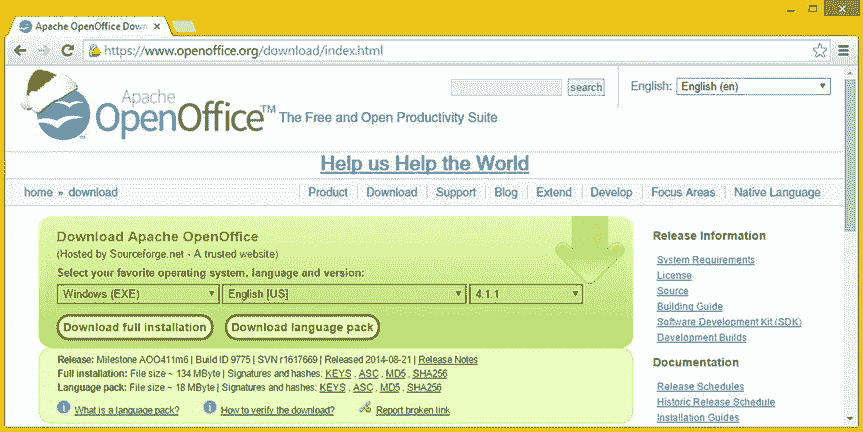 Apache OpenOffice Down
https://www.openoffice.org/download/index.html
Apache
OpenOffice™ The Free and Open Productivity Suite
search
English: English (en)
Help us Help the World
home » download
Product Download Support Blog Extend Develop Focus Areas Native Language
Download Apache OpenOffice
(Hosted by Sourceforge.net - A trusted website)
Select your favorite operating system, language and version:
Windows (EXE) English [US] 4.1.1
Download full installation Download language pack
Release: Milestone AOO411m6 | Build ID 9775 | SVN r1617669 | Released 2014-08-21 | Release Notes
Full installation: File size ~ 134 MByte | Signatures and hashes: KEYS , ASC , MD5 , SHA256
Language pack: File size ~ 18 MByte | Signatures and hashes: KEYS , ASC , MD5 , SHA256
What is a language pack? How to verify the download? Report broken link
Release Information
System Requirements
License
Source
Building Guide
Software Development Kit (SDK)
Development Builds
Documentation
Release Schedules
Historic Release Schedule
Installation Guides